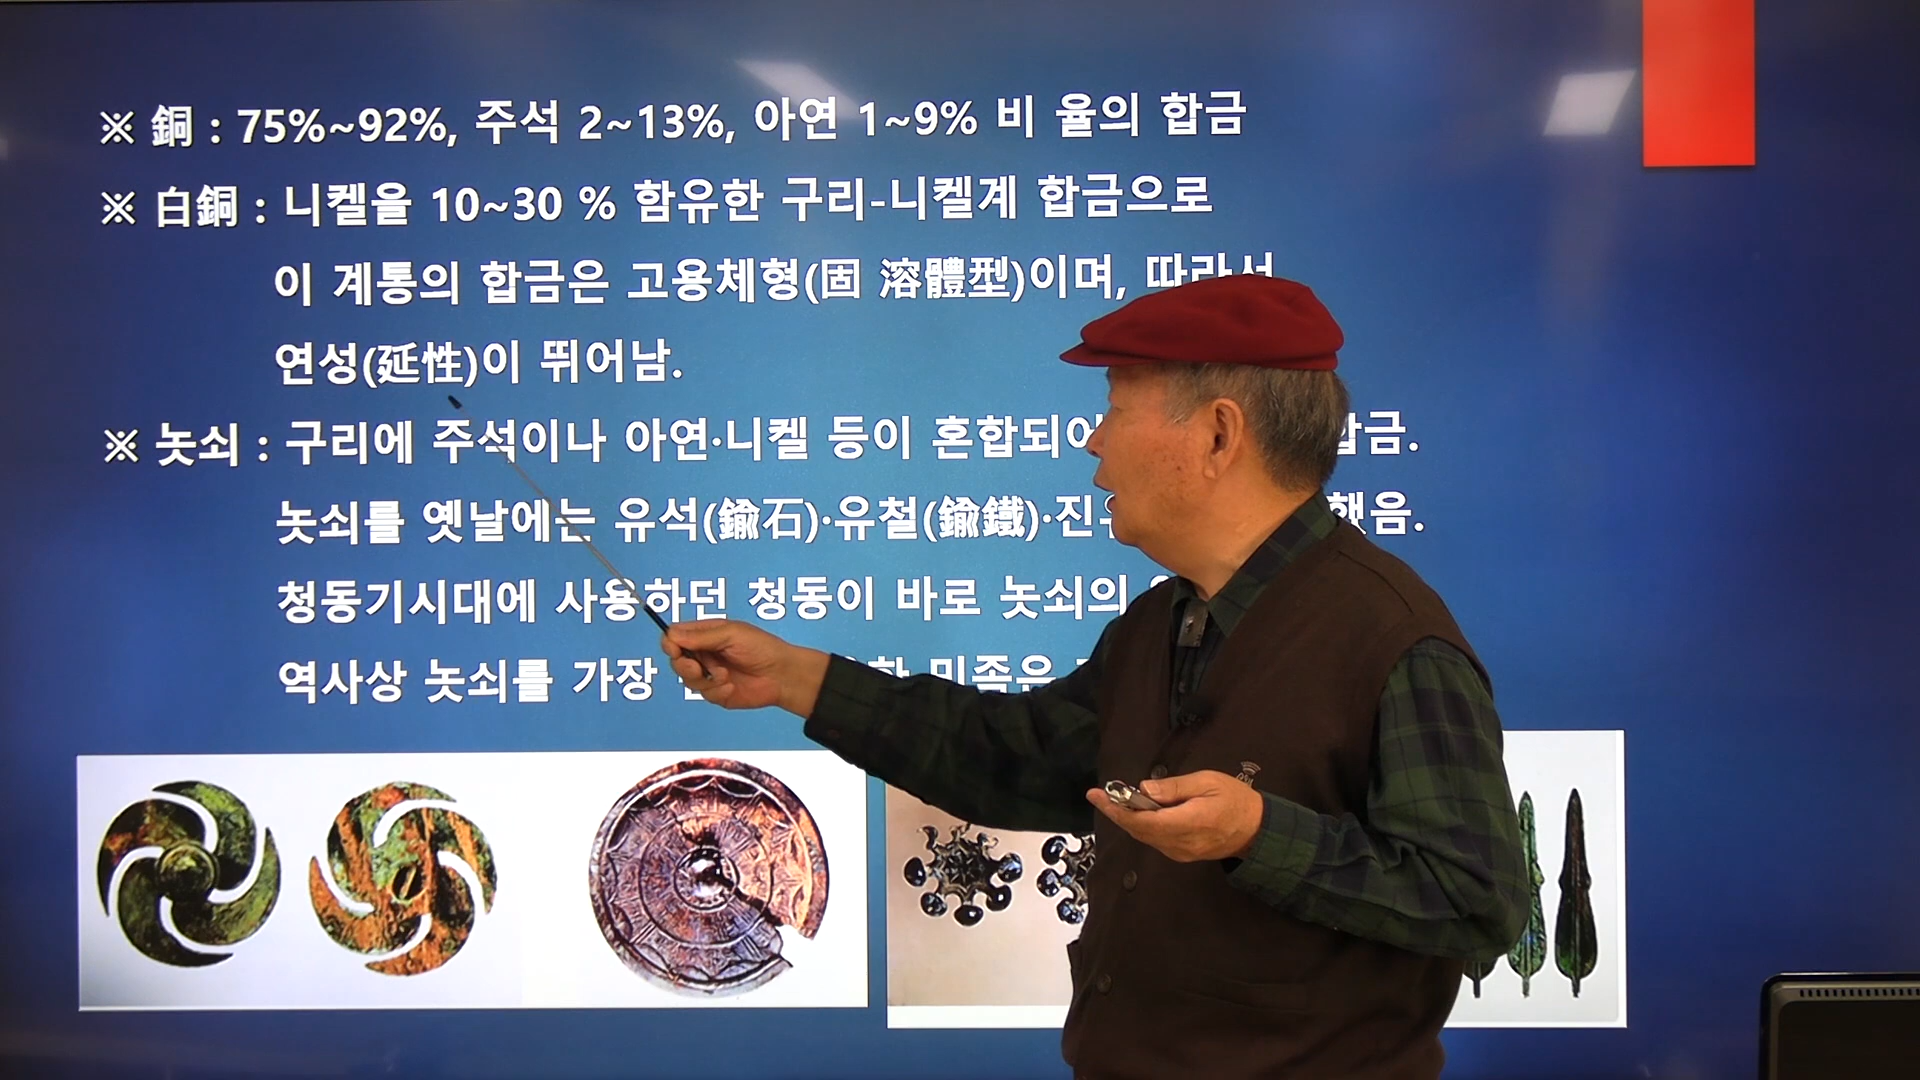 ※ 銅 : 75%~92%, 주석 2~13%, 아연 1~9% 비 율의 합금
※ 白銅 : 니켈을 10~30 % 함유한 구리-니켈계 합금으로
이 계통의 합금은 고용체형(固 溶體型)이며, 따라서
연성(延性)이 뛰어남.
※ 놋쇠 : 구리에 주석이나 아연·니켈 등이 혼합되어 합금.
놋쇠를 옛날에는 유석(鍮石)·유철(鍮鐵)· 했음.
청동기시대에 사용하던 청동이 바로 놋쇠의
역사상 놋쇠를 가장 민족은